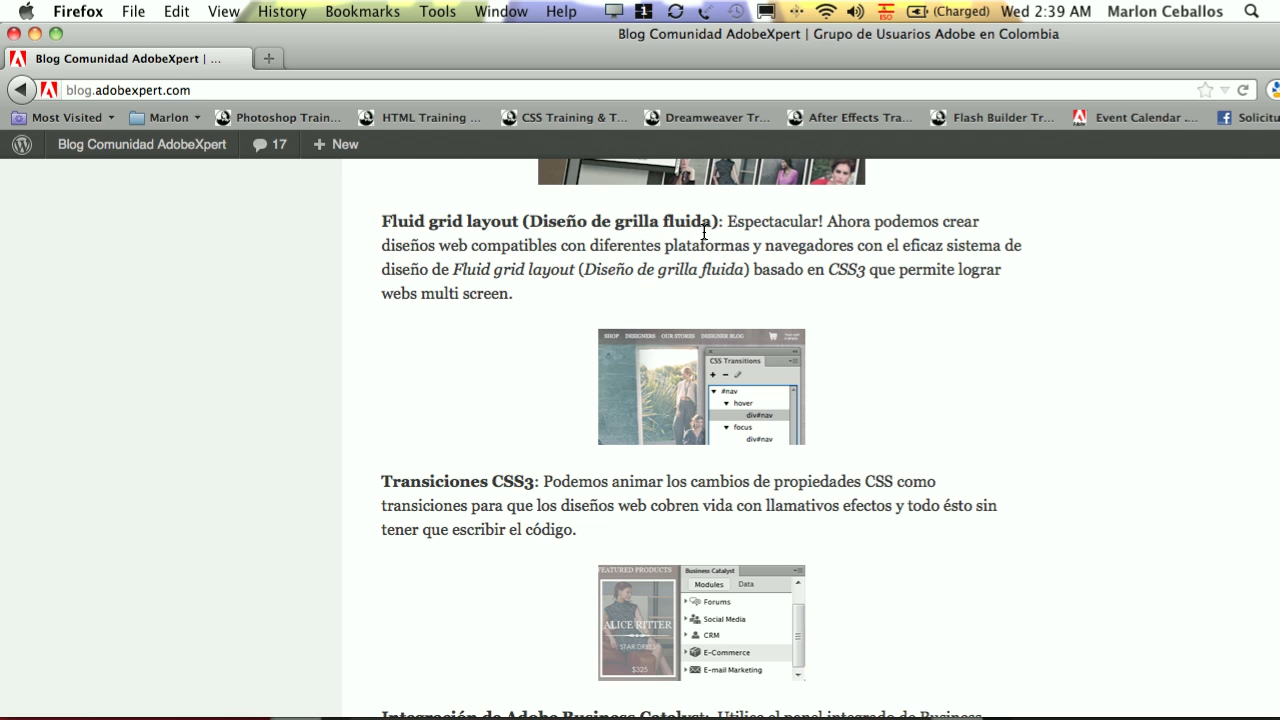 Firefox File Edit View History Bookmarks Tools Window Help 1 ISO (Charged) Wed 2:39 AM Marlon Ceballos
Blog Comunidad AdobeXpert | Grupo de Usuarios Adobe en Colombia
Blog Comunidad AdobeXpert | ...
blog.adobexpert.com
Most Visited Marlon Photoshop Train... HTML Training ... CSS Training & T... Dreamweaver Tr... After Effects Tra... Flash Builder Tr... Event Calendar .... Solicitu
Blog Comunidad AdobeXpert 17 + New
Fluid grid layout (Diseño de grilla fluida): Espectacular! Ahora podemos crear
diseños web compatibles con diferentes plataformas y navegadores con el eficaz sistema de
diseño de Fluid grid layout (Diseño de grilla fluida) basado en CSS3 que permite lograr
webs multi screen.
SHOP DESIGNERS OUR STORES DESIGNER BLOG
CSS Transitions
#nav
hover
div#nav
focus
div#nav
Transiciones CSS3: Podemos animar los cambios de propiedades CSS como
transiciones para que los diseños web cobren vida con llamativos efectos y todo ésto sin
tener que escribir el código.
FEATURED PRODUCTS
ALICE RITTER
STAR DRESS
$325
Business Catalyst
Modules Data
Forums
Social Media
CRM
E-Commerce
E-mail Marketing
Integración de Adobe Business Catalyst: Utilice el panel integrado de Business